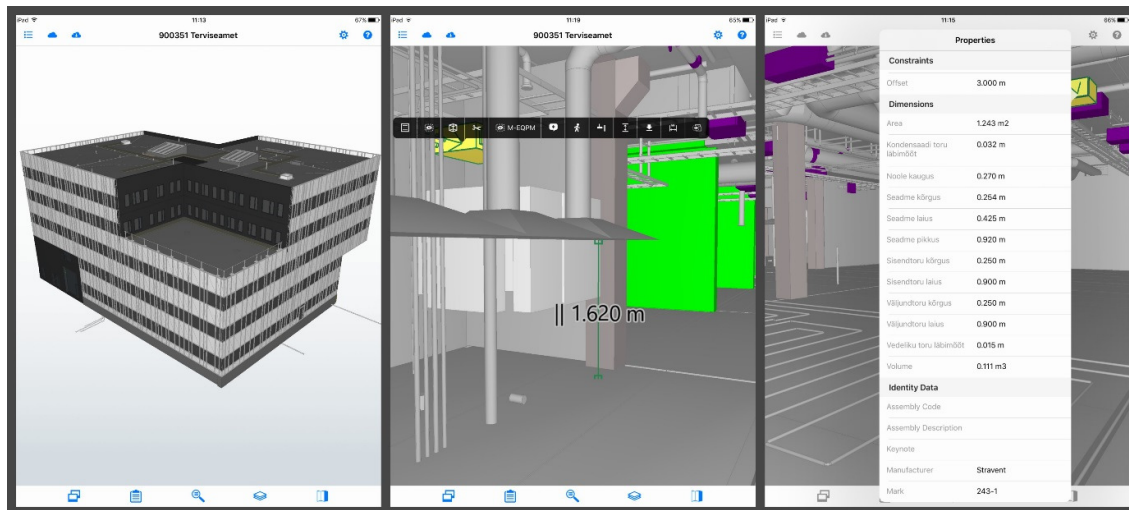 iPad
11:13
67%
900351 Terviseamet
iPad
11:19
65%
900351 Terviseamet
M-EQPM
|| 1.620 m
iPad
11:15
66%
Properties
Constraints
Offset 3.000 m
Dimensions
Area 1.243 m2
Kondensaadi toru
läbimõõt 0.032 m
Noole kaugus 0.270 m
Seadme kõrgus 0.254 m
Seadme laius 0.425 m
Seadme pikkus 0.920 m
Sisendtoru kõrgus 0.250 m
Sisendtoru laius 0.900 m
Väljundtoru kõrgus 0.250 m
Väljundtoru laius 0.900 m
Vedeliku toru läbimõõt 0.015 m
Volume 0.111 m3
Identity Data
Assembly Code
Assembly Description
Keynote
Manufacturer Stravent
Mark 243-1